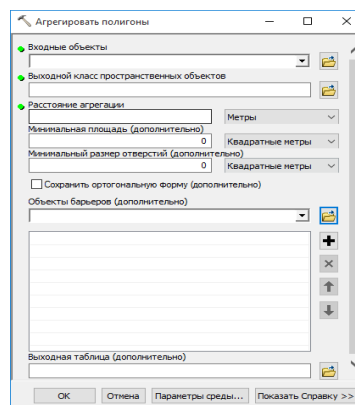 Агрегировать полигоны
Входные объекты
Выходной класс пространственных объектов
Расстояние агрегации
Метры
Минимальная площадь (дополнительно)
0 Квадратные метры
Минимальный размер отверстий (дополнительно)
0 Квадратные метры
Сохранить ортогональную форму (дополнительно)
Объекты барьеров (дополнительно)
Выходная таблица (дополнительно)
OK Отмена Параметры среды... Показать Справку >>